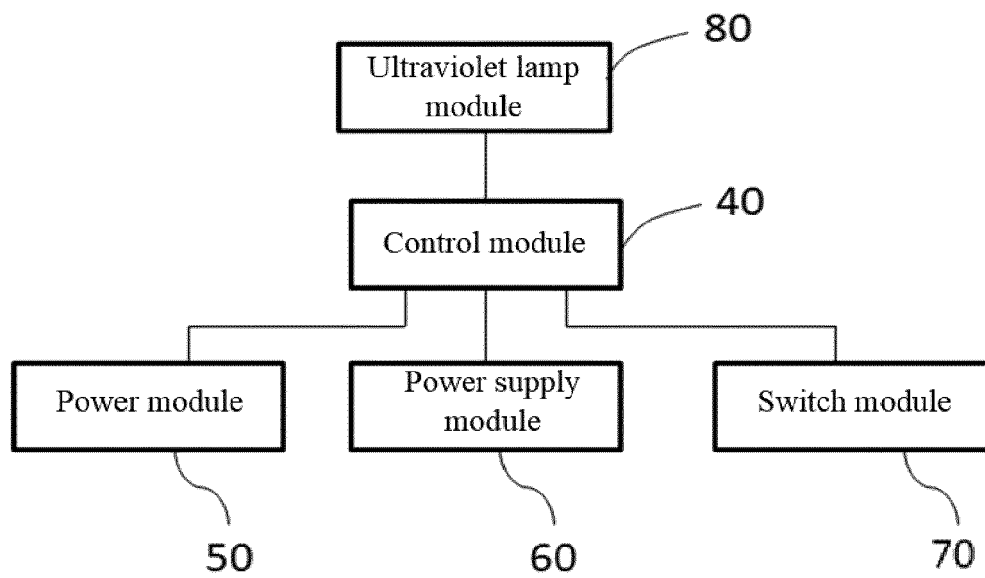 80
Ultraviolet lamp
module
40
Control module
Power module
Power supply
module
Switch module
50
60
70